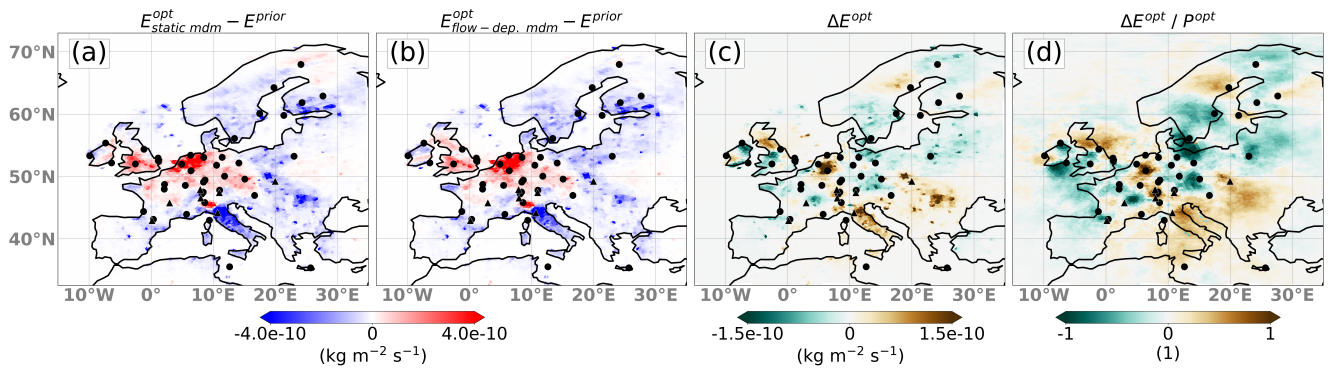 E^opt_static mdm − E^prior E^opt_flow−dep. mdm − E^prior ΔE^opt ΔE^opt / P^opt
(a) (b) (c) (d)
70°N
60°N
50°N
40°N
10°W 0° 10°E 20°E 30°E 10°W 0° 10°E 20°E 30°E 10°W 0° 10°E 20°E 30°E 10°W 0° 10°E 20°E 30°E
-4.0e-10 0 4.0e-10 -1.5e-10 0 1.5e-10 -1 0 1
(kg m⁻² s⁻¹) (kg m⁻² s⁻¹) (1)